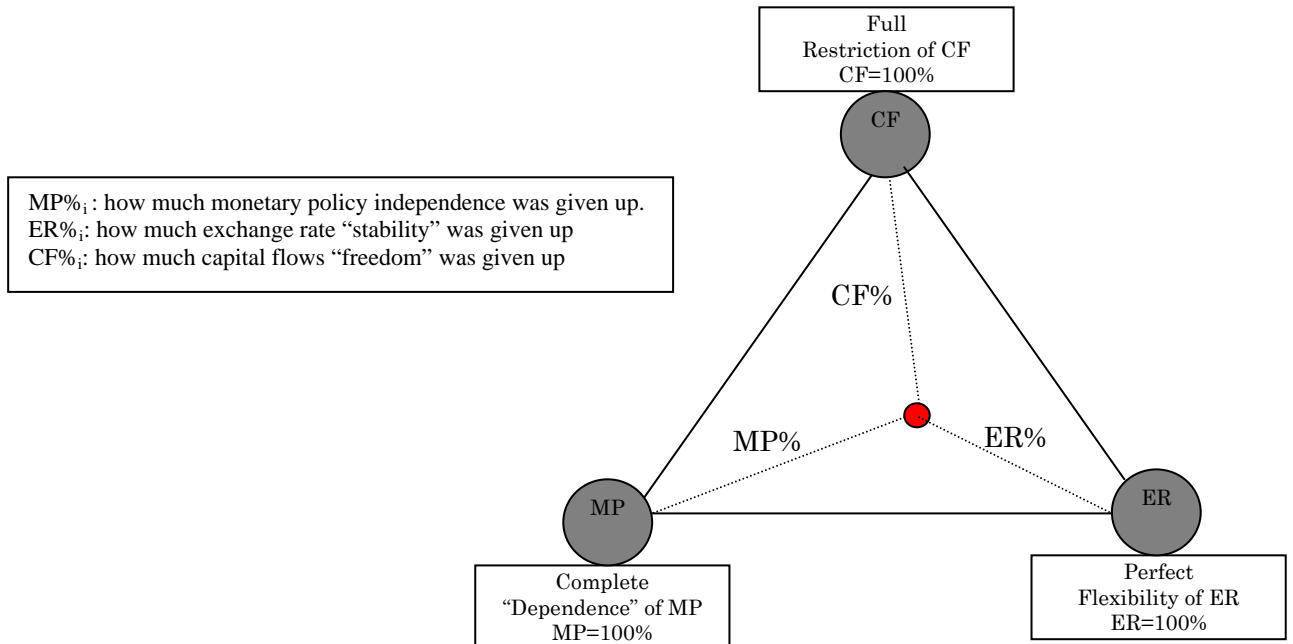 Full
Restriction of CF
CF=100%
CF
MP%i : how much monetary policy independence was given up.
ER%i: how much exchange rate “stability” was given up
CF%i: how much capital flows “freedom” was given up
CF%
MP%
ER%
MP
ER
Complete
“Dependence” of MP
MP=100%
Perfect
Flexibility of ER
ER=100%